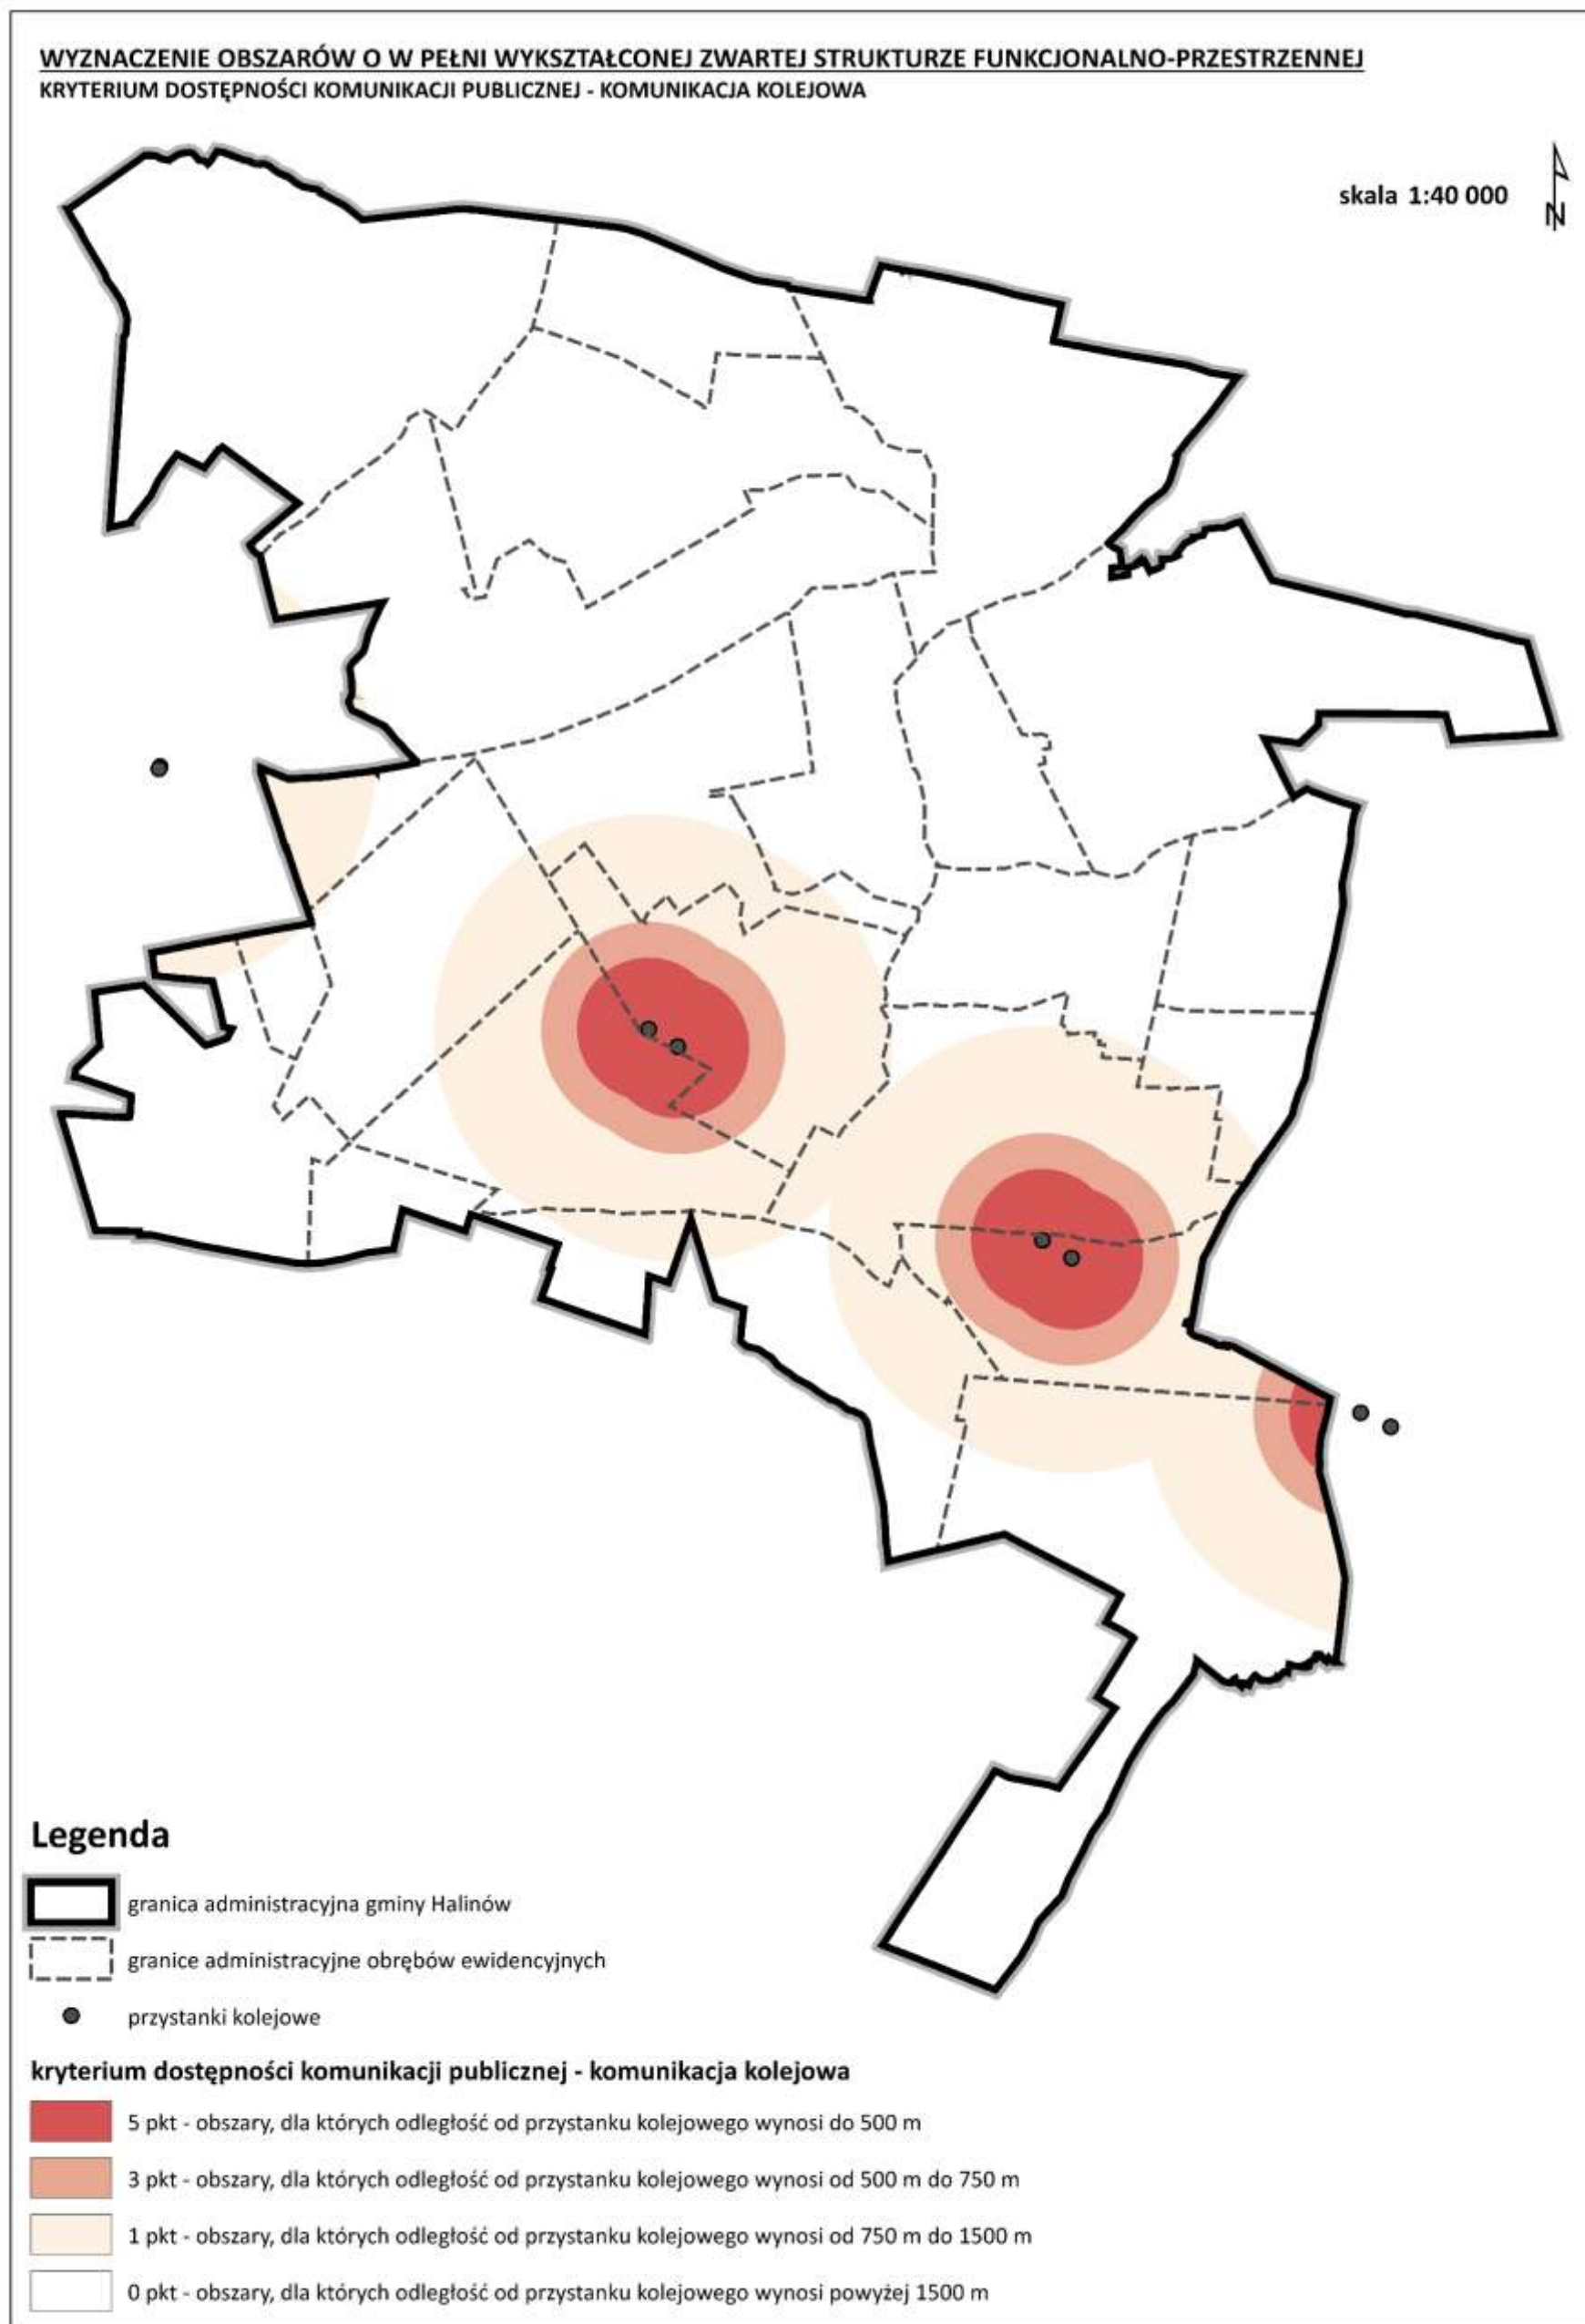 WYZNACZENIE OBSZARÓW O W PEŁNI WYKSZTAŁCONEJ ZWARTEJ STRUKTURZE FUNKCJONALNO-PRZESTRZENNEJ
KRYTERIUM DOSTĘPNOŚCI KOMUNIKACJI PUBLICZNEJ - KOMUNIKACJA KOLEJOWA
skala 1:40 000
N
Legenda
granica administracyjna gminy Halinów
granice administracyjne obrębów ewidencyjnych
przystanki kolejowe
kryterium dostępności komunikacji publicznej - komunikacja kolejowa
5 pkt - obszary, dla których odległość od przystanku kolejowego wynosi do 500 m
3 pkt - obszary, dla których odległość od przystanku kolejowego wynosi od 500 m do 750 m
1 pkt - obszary, dla których odległość od przystanku kolejowego wynosi od 750 m do 1500 m
0 pkt - obszary, dla których odległość od przystanku kolejowego wynosi powyżej 1500 m